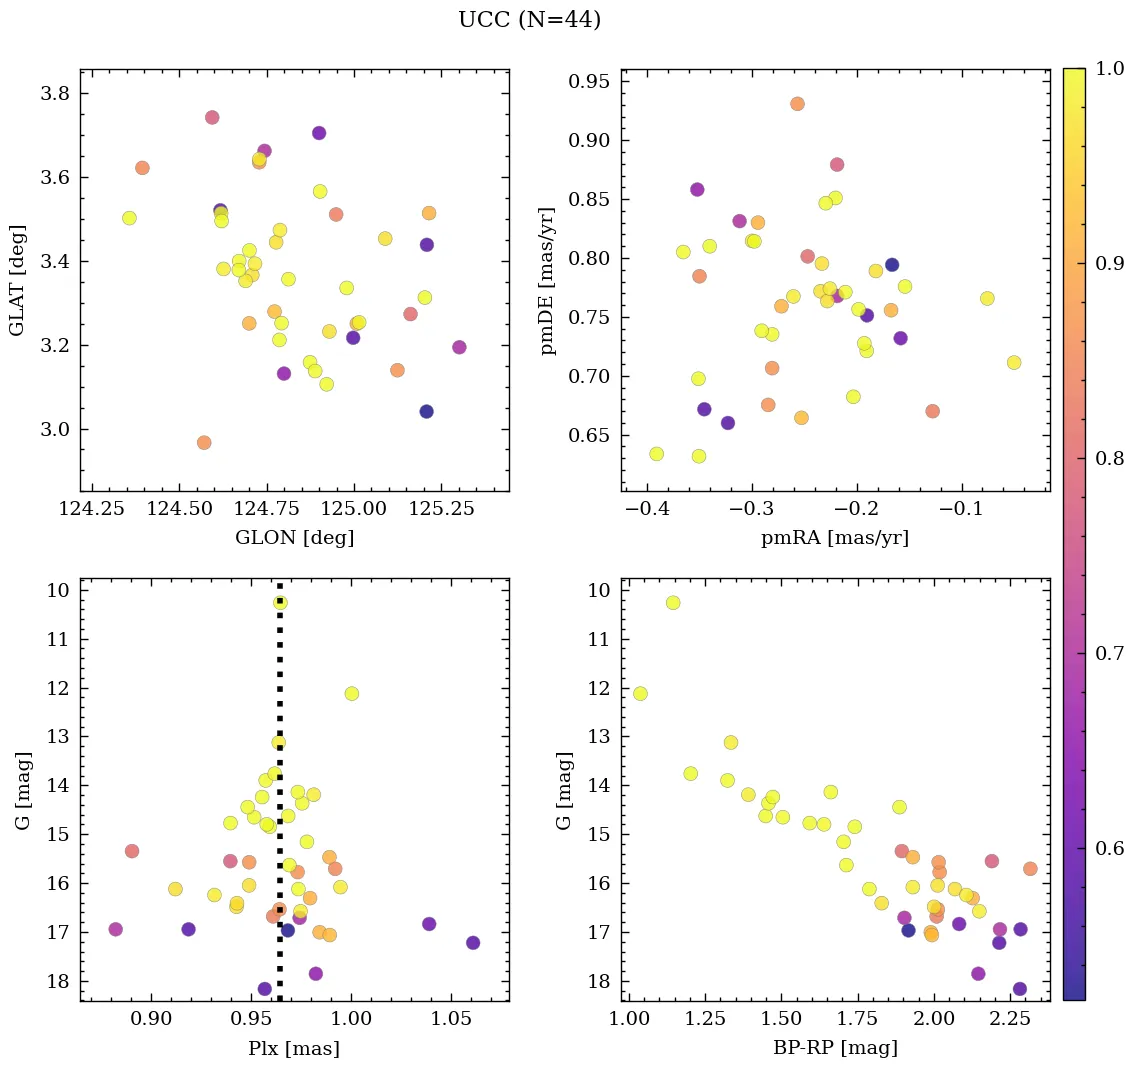 UCC (N=44)
3.8
3.6
3.4
3.2
3.0
GLAT [deg]
124.25 124.50 124.75 125.00 125.25
GLON [deg]
0.95
0.90
0.85
0.80
0.75
0.70
0.65
pmDE [mas/yr]
−0.4 −0.3 −0.2 −0.1
pmRA [mas/yr]
10
11
12
13
14
15
16
17
18
G [mag]
0.90 0.95 1.00 1.05
Plx [mas]
10
11
12
13
14
15
16
17
18
G [mag]
1.00 1.25 1.50 1.75 2.00 2.25
BP-RP [mag]
1.0
0.9
0.8
0.7
0.6